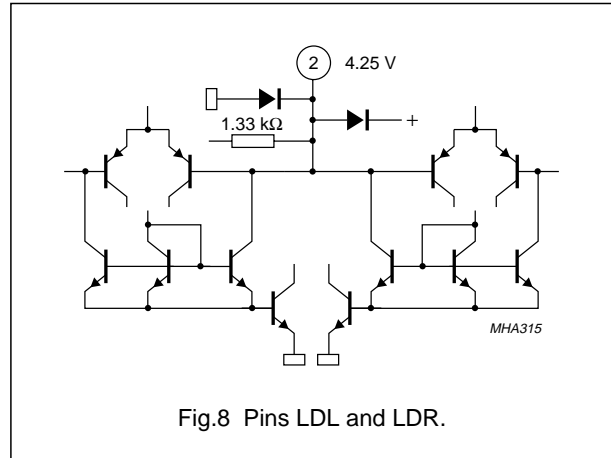 2 4.25 V
+
1.33 kΩ
MHA315
Fig.8 Pins LDL and LDR.